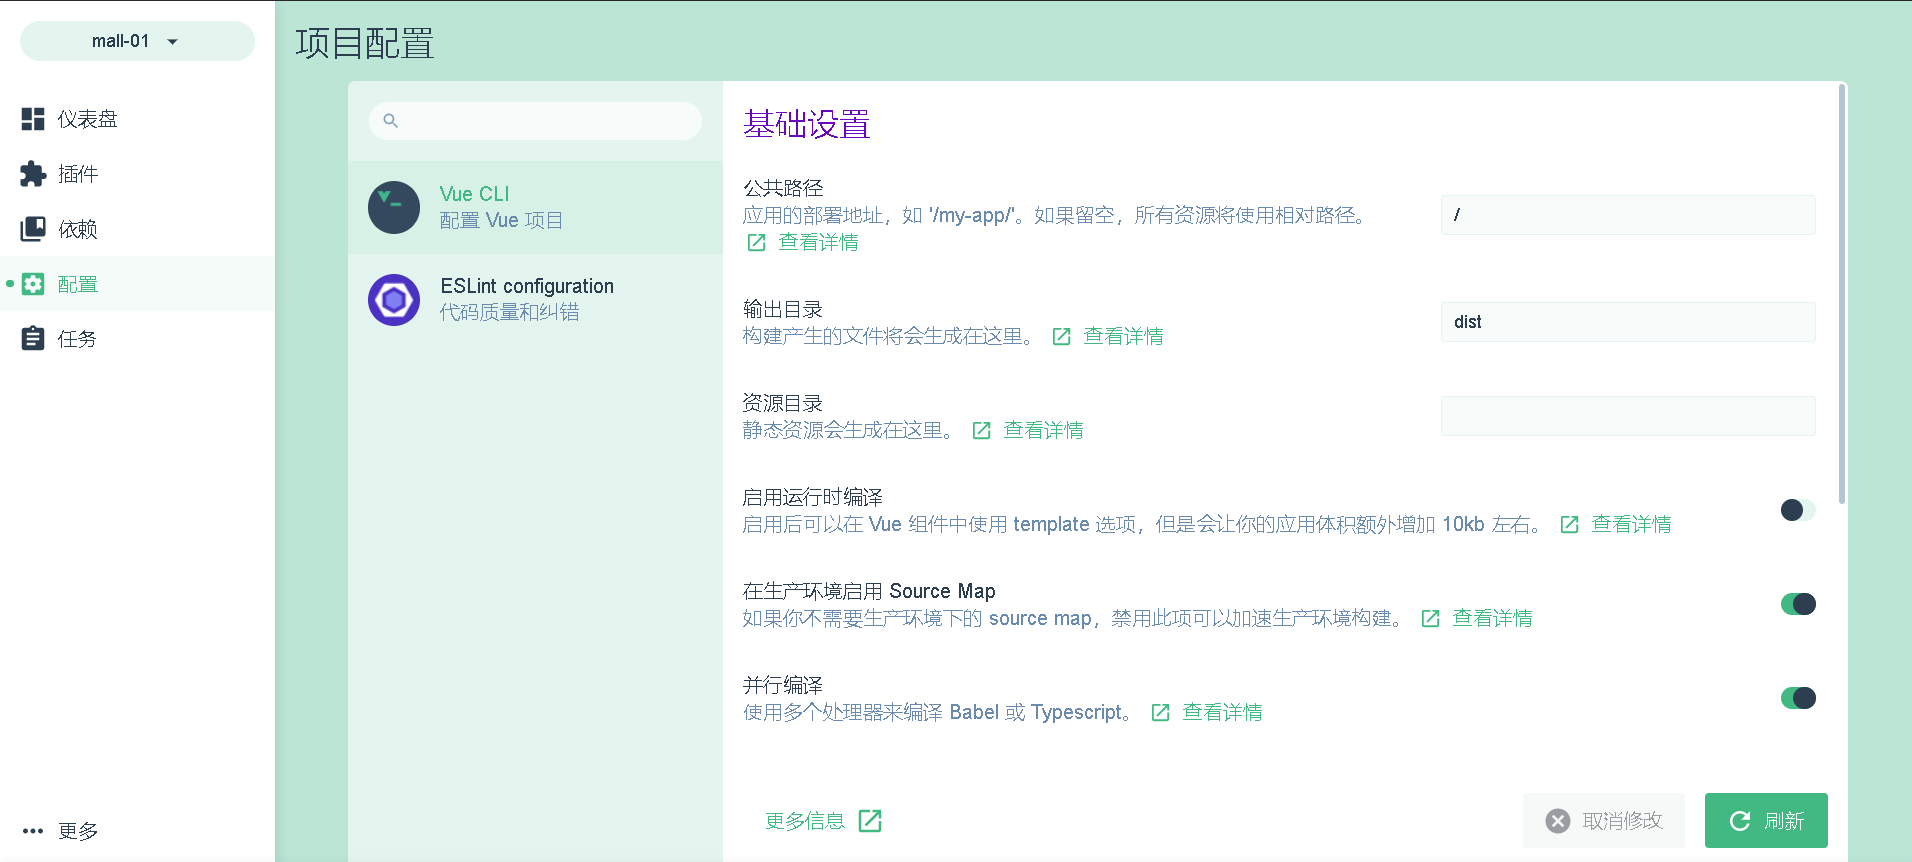 mall-01
仪表盘
插件
依赖
配置
任务
更多
项目配置
Vue CLI
配置 Vue 项目
ESLint configuration
代码质量和纠错
基础设置
公共路径
应用的部署地址，如 '/my-app/'。如果留空，所有资源将使用相对路径。
查看详情
/
输出目录
构建产生的文件将会生成在这里。 查看详情
dist
资源目录
静态资源会生成在这里。 查看详情
启用运行时编译
启用后可以在 Vue 组件中使用 template 选项，但是会让你的应用体积额外增加 10kb 左右。 查看详情
在生产环境启用 Source Map
如果你不需要生产环境下的 source map，禁用此项可以加速生产环境构建。 查看详情
并行编译
使用多个处理器来编译 Babel 或 Typescript。 查看详情
更多信息
取消修改
刷新